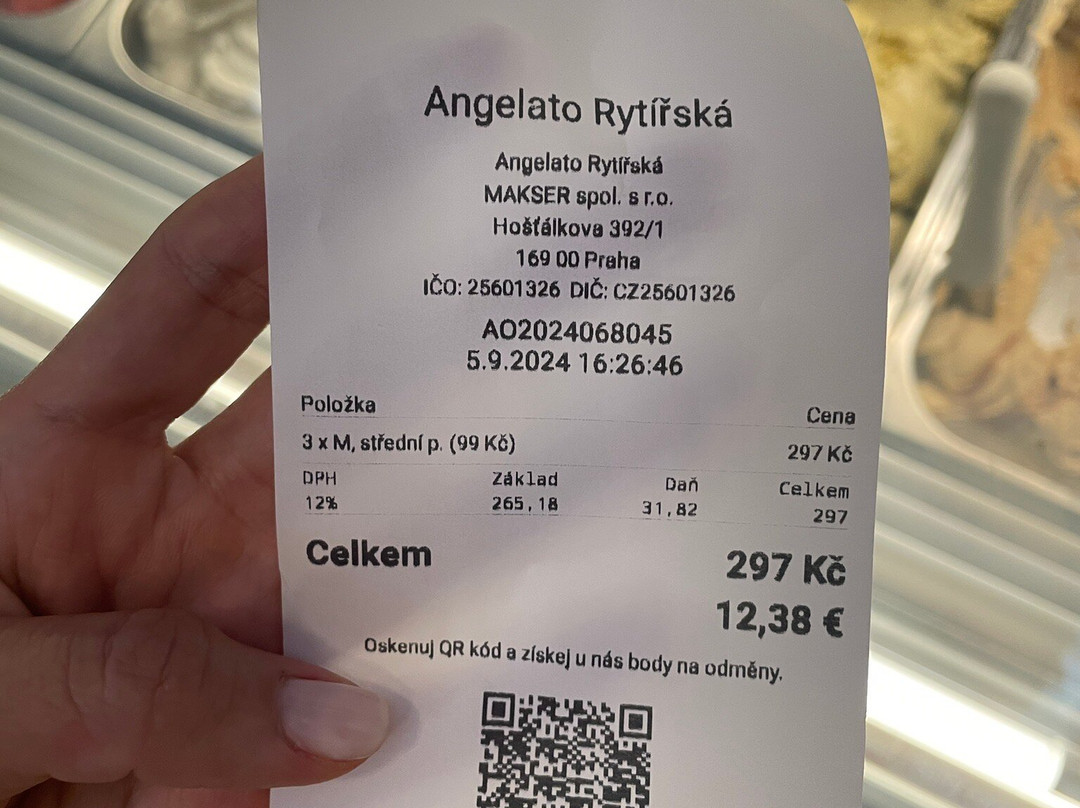 Angelato Rytířská
Angelato Rytířská
MAKSER spol. s r.o.
Hošťálkova 392/1
169 00 Praha
IČO: 25601326 DIČ: CZ25601326
AO2024068045
5.9.2024 16:26:46
Položka Cena
3 x M, střední p. (99 Kč) 297 Kč
DPH Základ Daň Celkem
12% 265,18 31,82 297
Celkem 297 Kč
12,38 €
Oskenuj QR kód a získej u nás body na odměny.